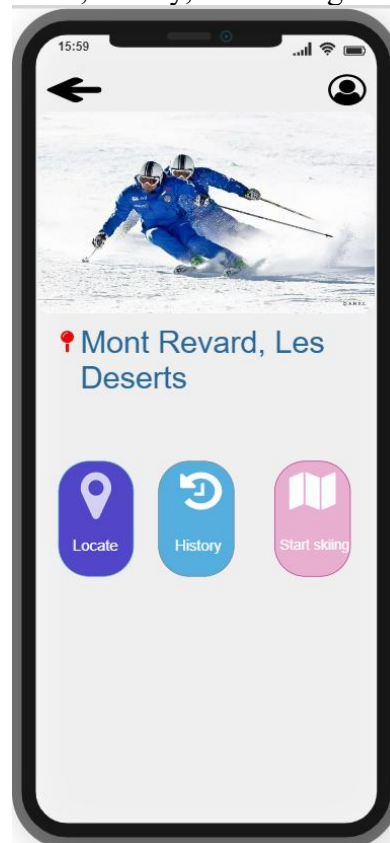 15:59
© A.M.S.I.
Mont Revard, Les
Deserts
Locate
History
Start skiing